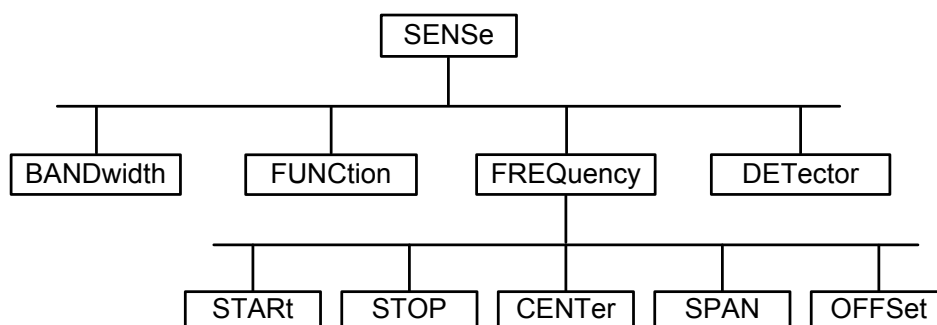 SENSe
BANDwidth FUNCtion FREQuency DETector
STARt STOP CENTer SPAN OFFSet